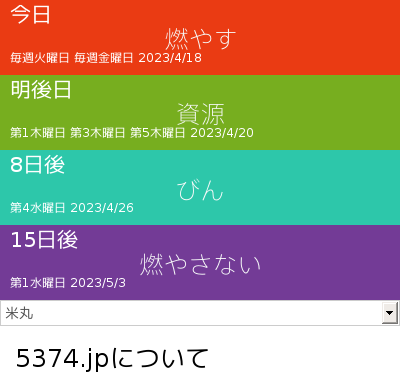 今日
燃やす
毎週火曜日 毎週金曜日 2023/4/18
明後日
資源
第1木曜日 第3木曜日 第5木曜日 2023/4/20
8日後
びん
第4水曜日 2023/4/26
15日後
燃やさない
第1水曜日 2023/5/3
米丸
5374.jpについて